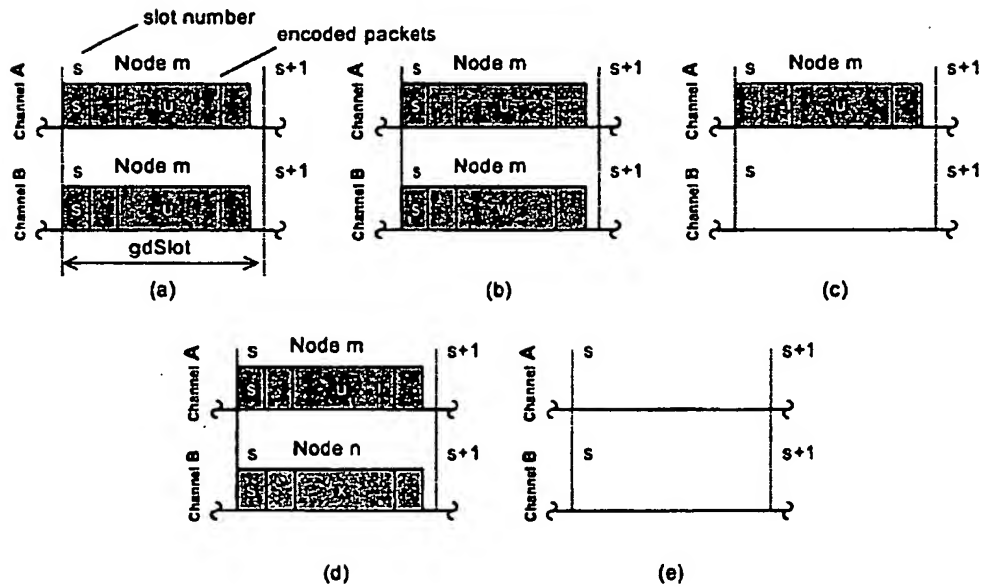 slot number
encoded packets
Channel A
s
Node m
s+1
S
U
Channel B
s
Node m
s+1
S
U
gdSlot
(a)
Channel A
s
Node m
s+1
S
U
Channel B
s
Node m
s+1
(b)
Channel A
s
Node m
s+1
S
U
Channel B
s
s+1
(c)
Channel A
s
Node m
s+1
S
U
Channel B
s
Node n
s+1
(d)
Channel A
s
s+1
Channel B
s
s+1
(e)